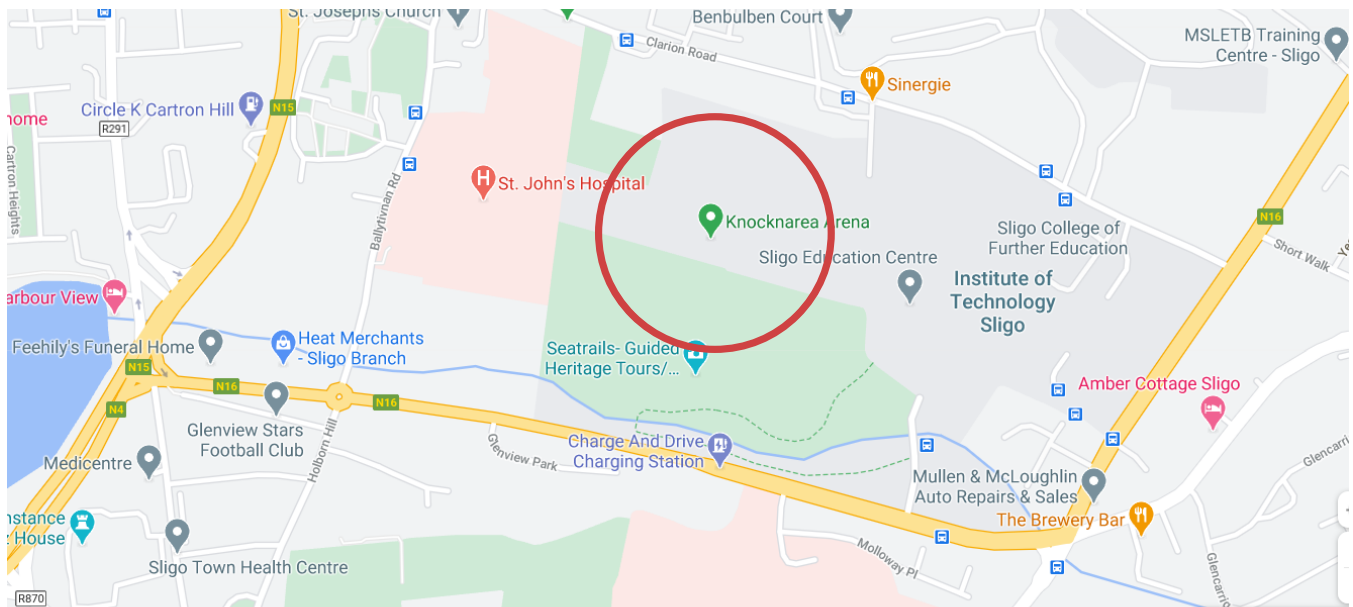 St. Josephs Church
Benbulben Court
Clarion Road
MSLETB Training
Centre - Sligo
Sinergie
Circle K Cartron Hill
N15
home
R291
Cartron Heights
Ballytivnan Rd
St. John's Hospital
Knocknarea Arena
N16
Sligo College of
Further Education
Short Walk
Sligo Education Centre
Institute of
Technology
Sligo
arbour View
Feehily's Funeral Home
Heat Merchants
- Sligo Branch
Seatrails- Guided
Heritage Tours/...
N15
N16
N4
N16
Amber Cottage Sligo
Glenview Stars
Football Club
Holborn Hill
Glenview Park
Charge And Drive
Charging Station
Medicentre
Mullen & McLoughlin
Auto Repairs & Sales
Glencarri
The Brewery Bar
nstance
z House
Sligo Town Health Centre
Molloway Pl
Glencarri
R870